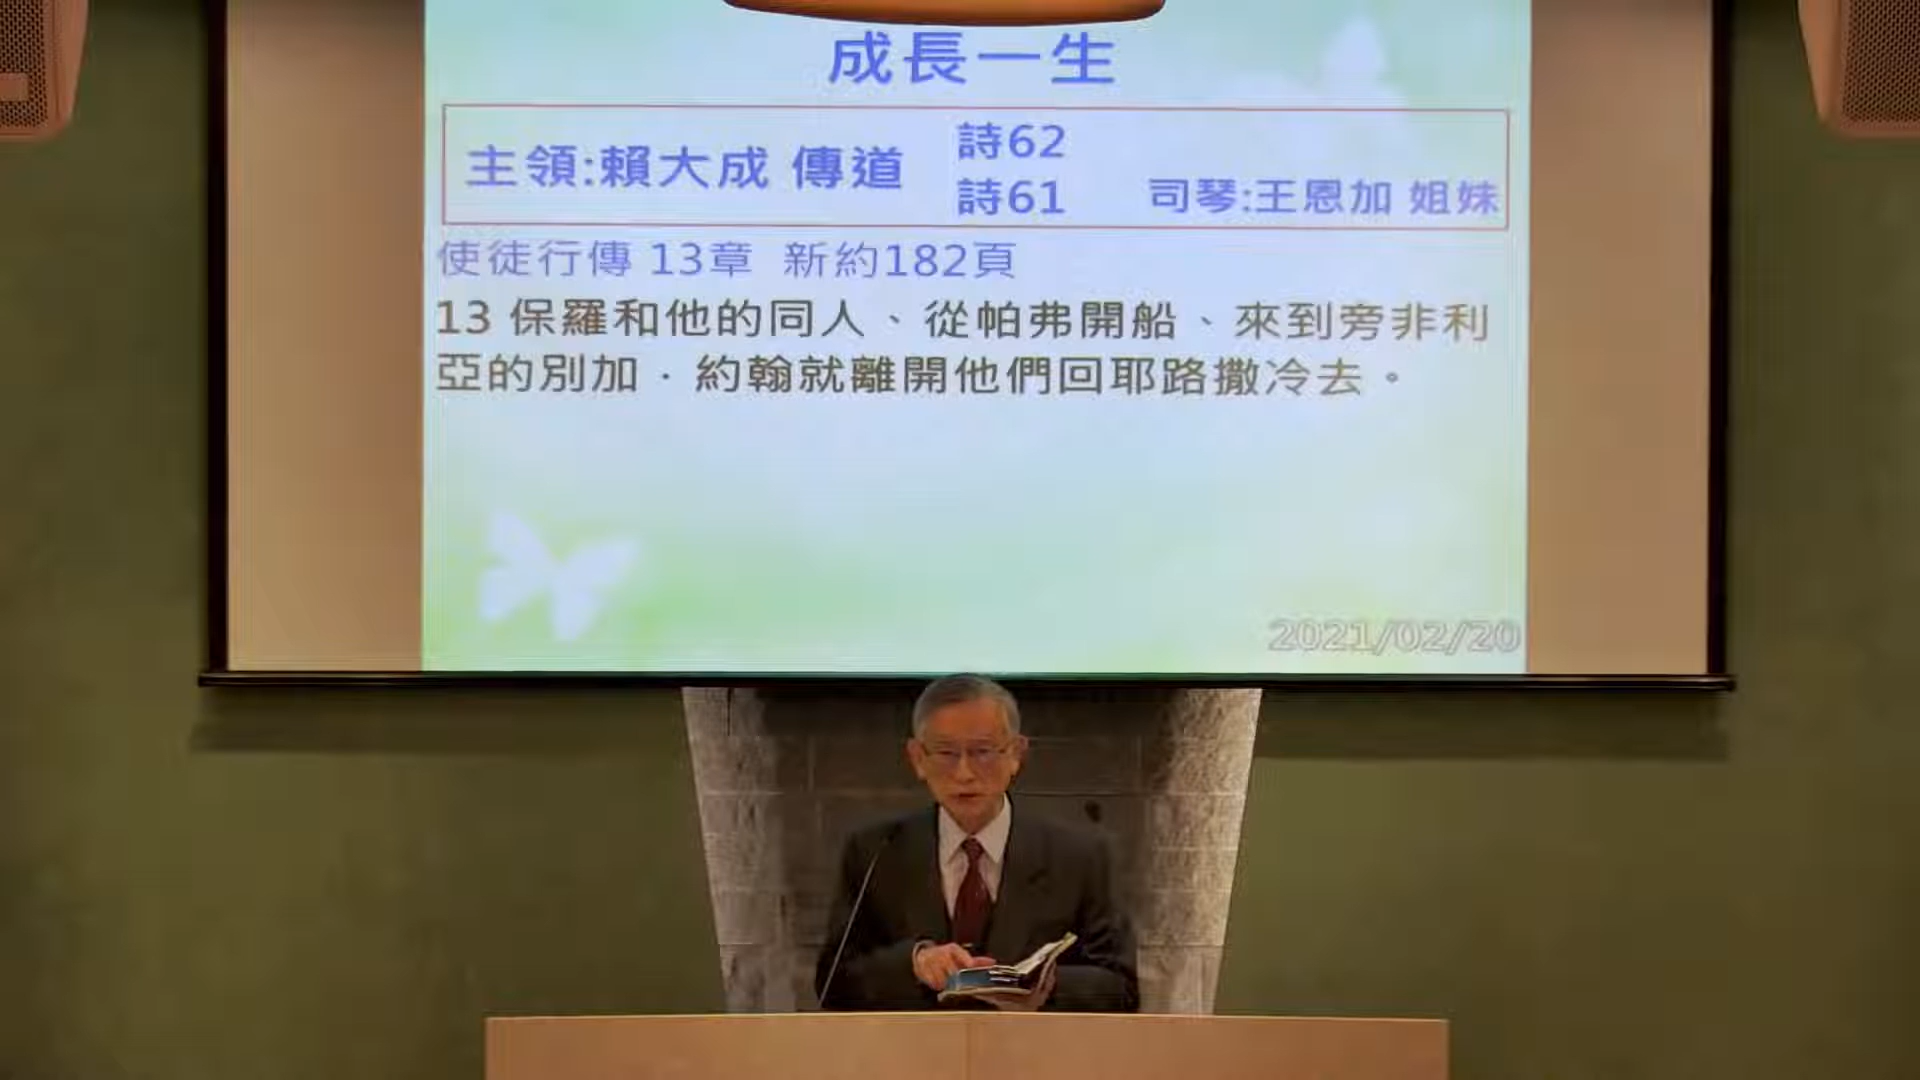 成長一生
主領:賴大成 傳道
詩62
詩61
司琴:王恩加 姐妹
使徒行傳 13章 新約182頁
13 保羅和他的同人、從帕弗開船、來到旁非利
亞的別加．約翰就離開他們回耶路撒冷去。
2021/02/20